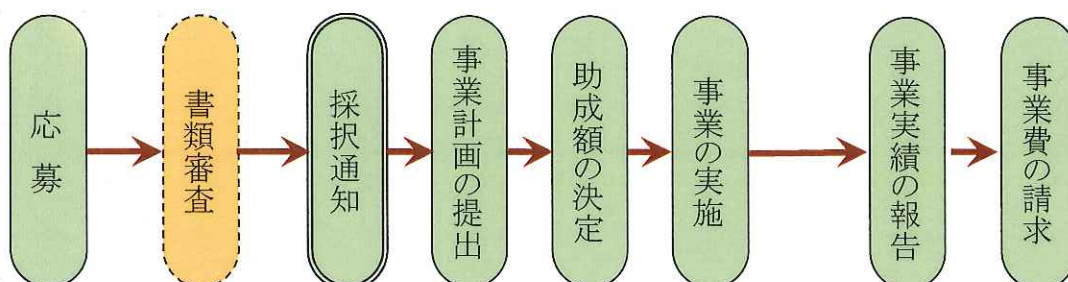 応募
書類審査
採択通知
事業計画の提出
助成額の決定
事業の実施
事業実績の報告
事業費の請求